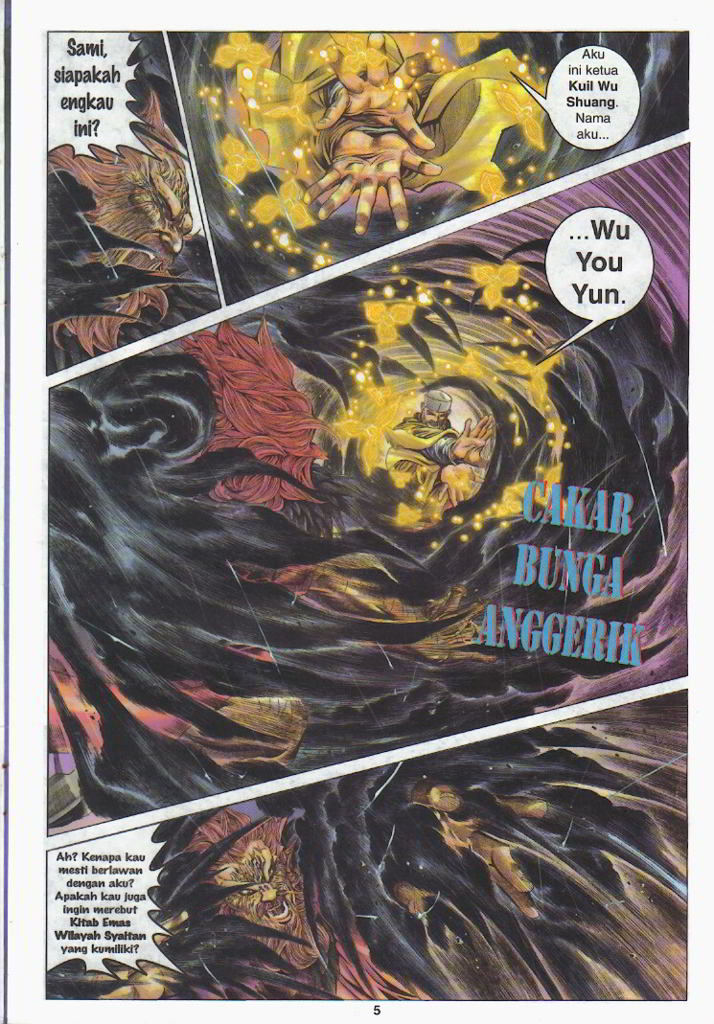 Sami,
siapakah
engkau
ini?
Aku
ini ketua
Kuil Wu
Shuang.
Nama
aku...
...Wu
You
Yun.
CAKAR
BUNGA
ANGGERIK
Ah? Kenapa kau
mesti berlawan
dengan aku?
Apakah kau juga
ingin merebut
Kitab Emas
Wilayah Syaitan
yang kumiliki?
5